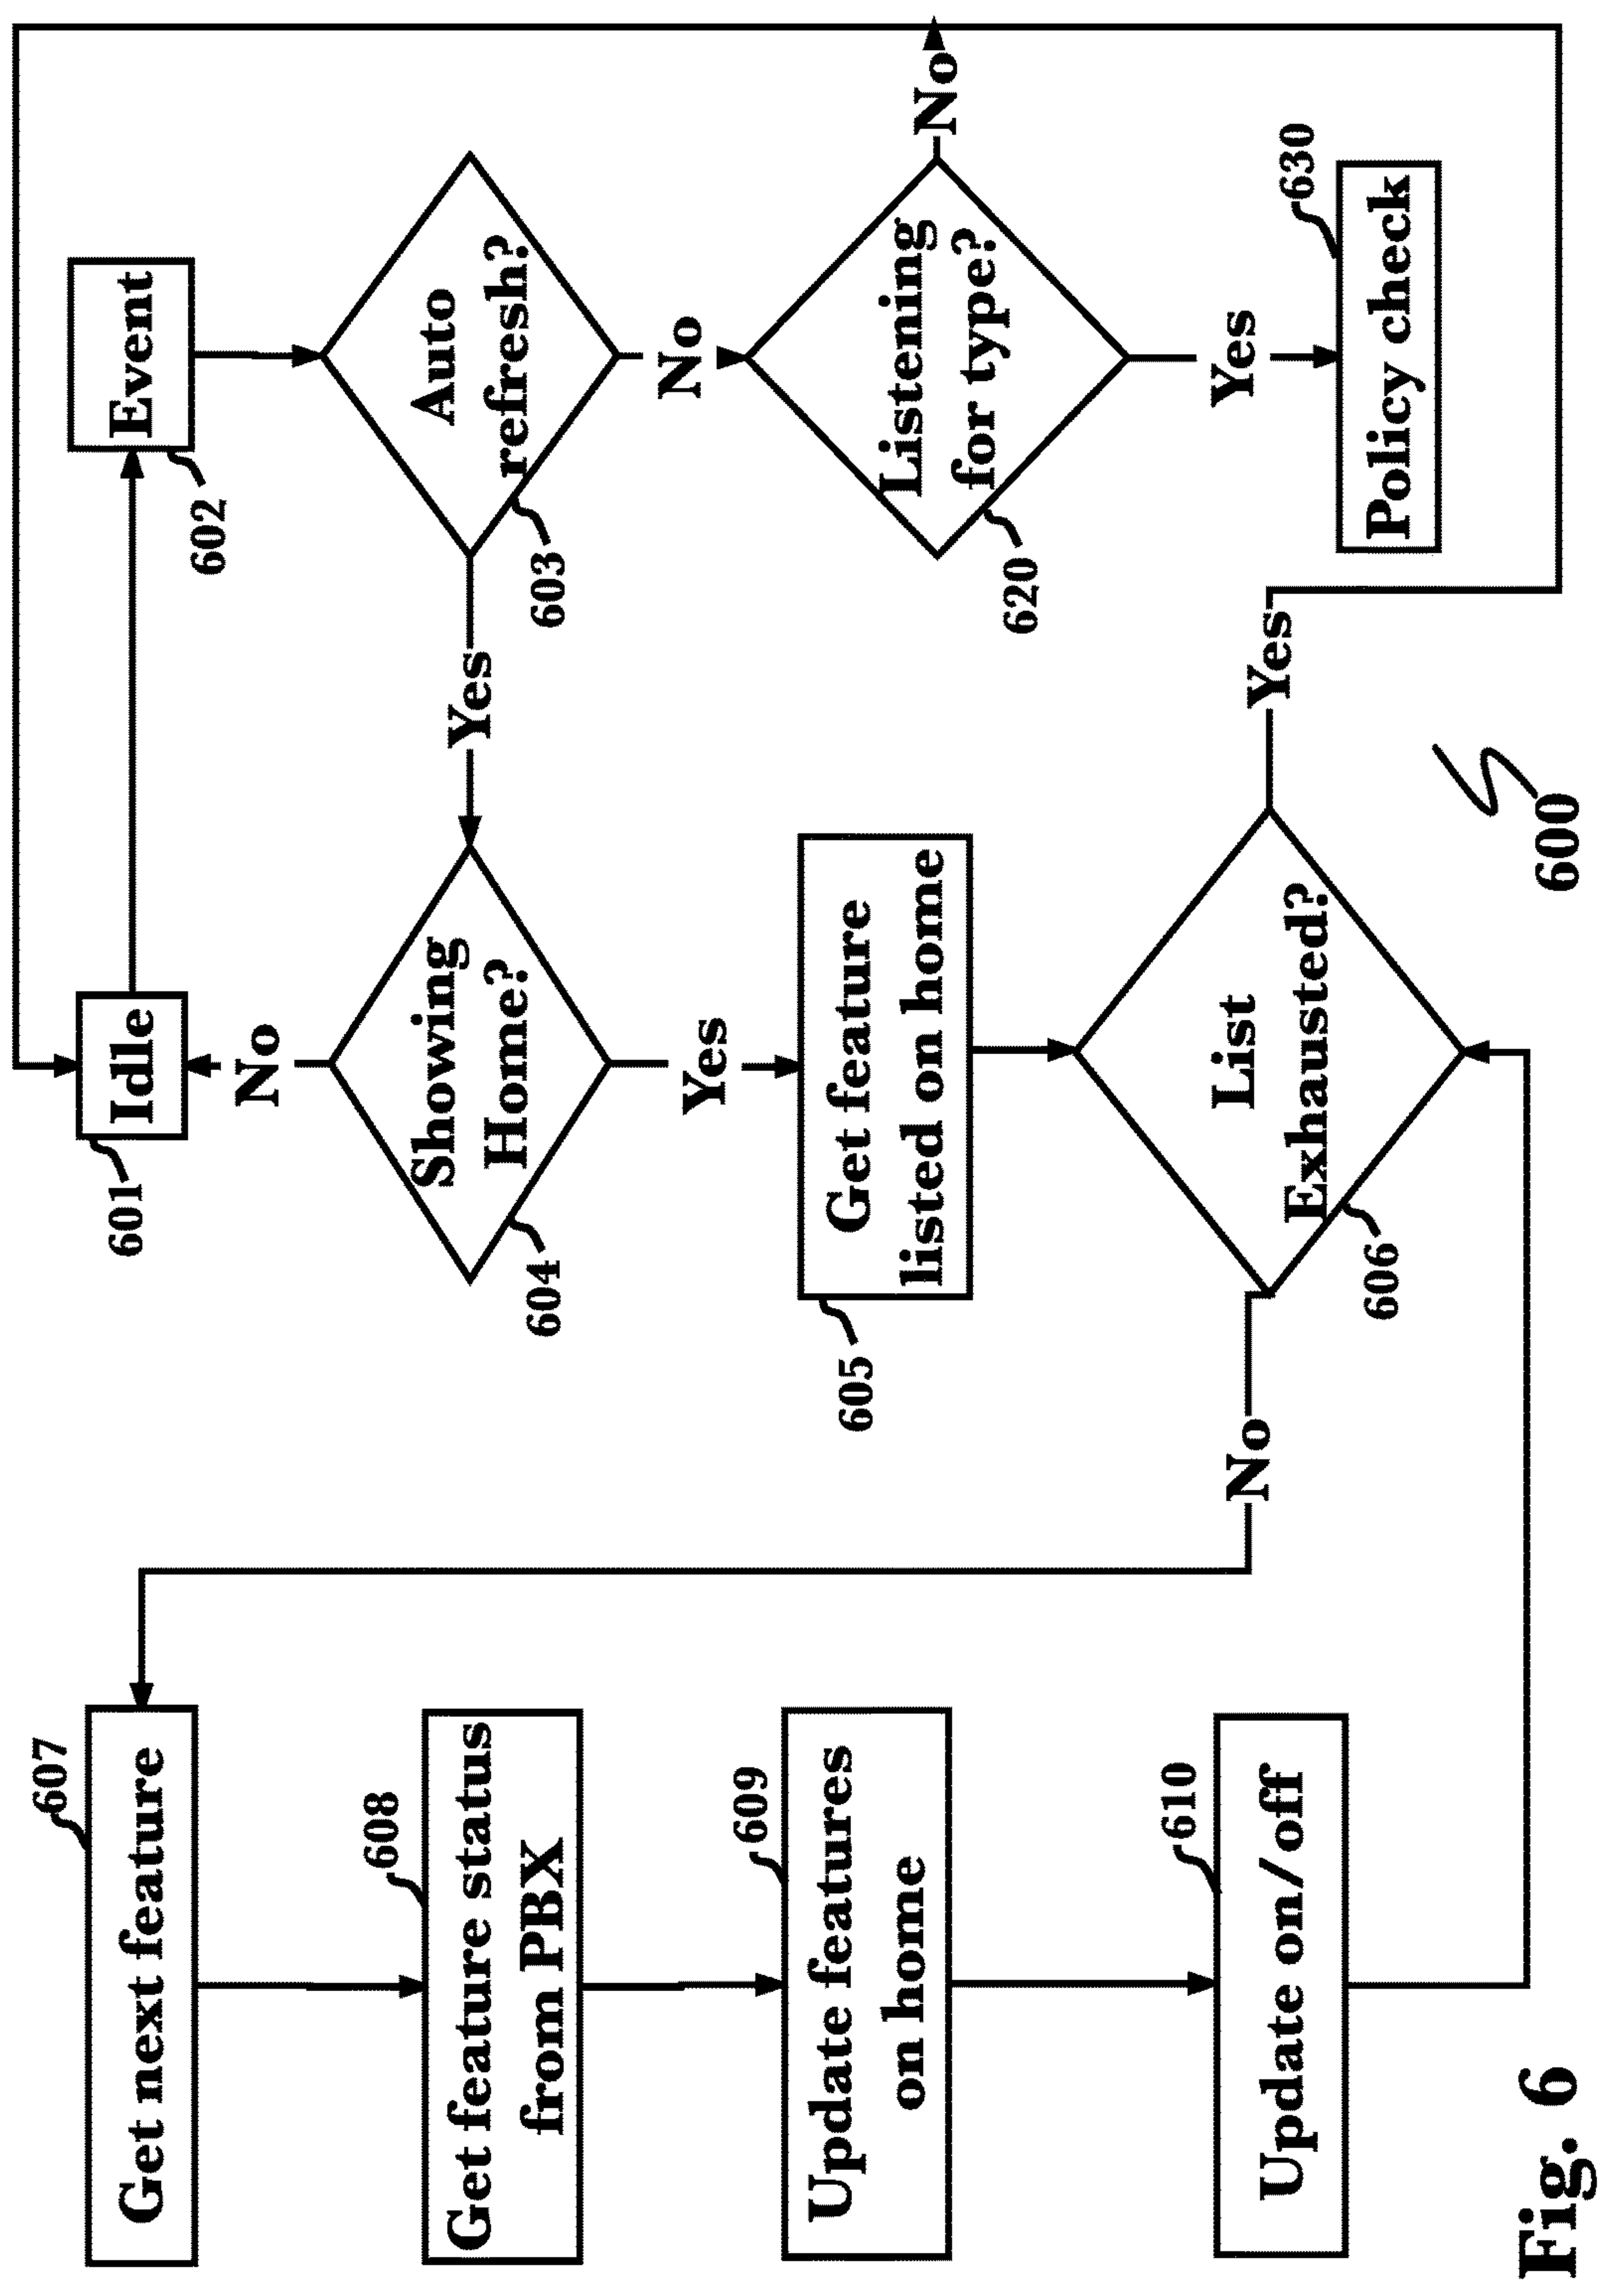 607
Get next feature
608
Get feature status
from PBX
609
Update features
on home
610
Update on/off
601
Idle
No
604
Showing
Home?
Yes
605
Get feature
listed on home
No
606
List
Exhausted?
Yes
602
Event
603
Auto
refresh?
Yes
No
620
Listening
for type?
No
Yes
630
Policy check
600
Fig. 6